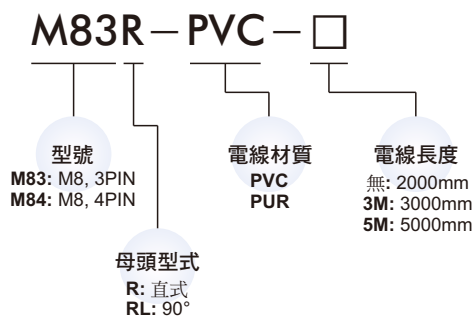 M83R－PVC－□
型號
M83: M8, 3PIN
M84: M8, 4PIN
母頭型式
R: 直式
RL: 90°
電線材質
PVC
PUR
電線長度
無: 2000mm
3M: 3000mm
5M: 5000mm